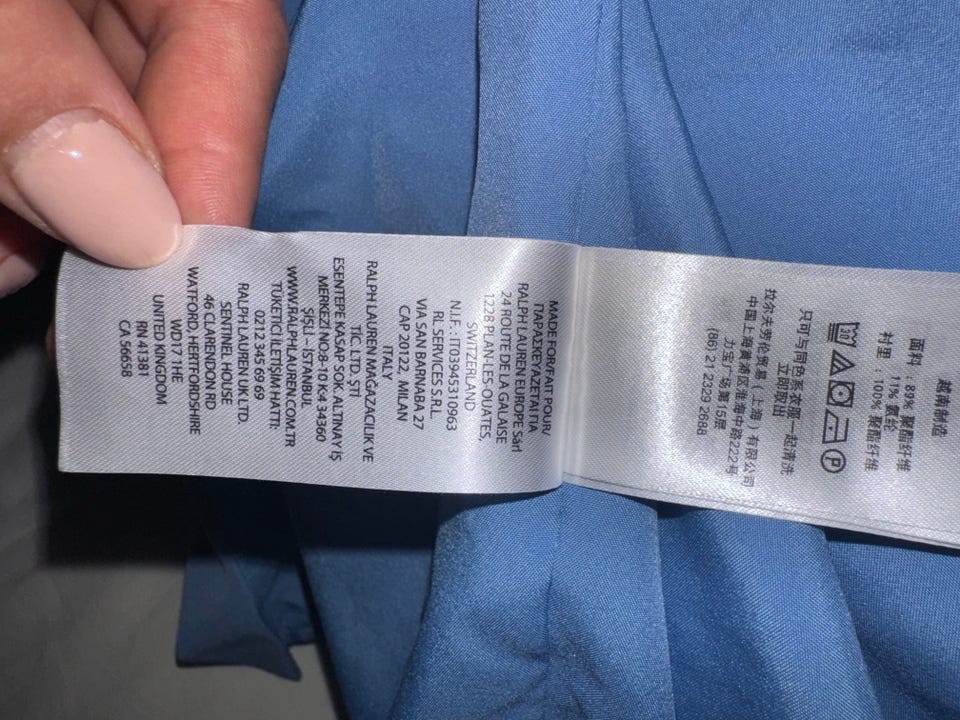 越南制造
面料：89% 聚酯纤维
11% 氨纶
衬里：100% 聚酯纤维
只可与同色系衣服一起清洗
立即取出
拉尔夫劳伦贸易（上海）有限公司
中国上海黄浦区淮海中路222号
力宝广场第15层
(86) 21 2329 2688
MADE FOR/FAIT POUR/
ΠΑΡΑΣΚΕΥΑΖΕΤΑΙ ΓΙΑ
RALPH LAUREN EUROPE Sárl
24 ROUTE DE LA GALAISE
1228 PLAN-LES-OUATES,
SWITZERLAND
N.I.F. : IT03945310963
RL SERVICES S.R.L.
VIA SAN BARNABA 27
CAP 20122, MILAN
ITALY
RALPH LAUREN MAĞAZACILIK VE
TİC. LTD. ŞTİ
ESENTEPE KASAP SOK. ALTINAY İŞ
MERKEZİ NO:8-10 K:4 34360
ŞİŞLİ – İSTANBUL
WWW.RALPHLAUREN.COM.TR
TÜKETİCİ İLETİŞİM HATTI:
0212 345 69 69
RALPH LAUREN UK LTD.
SENTINEL HOUSE
46 CLARENDON RD
WATFORD, HERTFORDSHIRE
WD17 1HE
UNITED KINGDOM
RN 41381
CA 56658